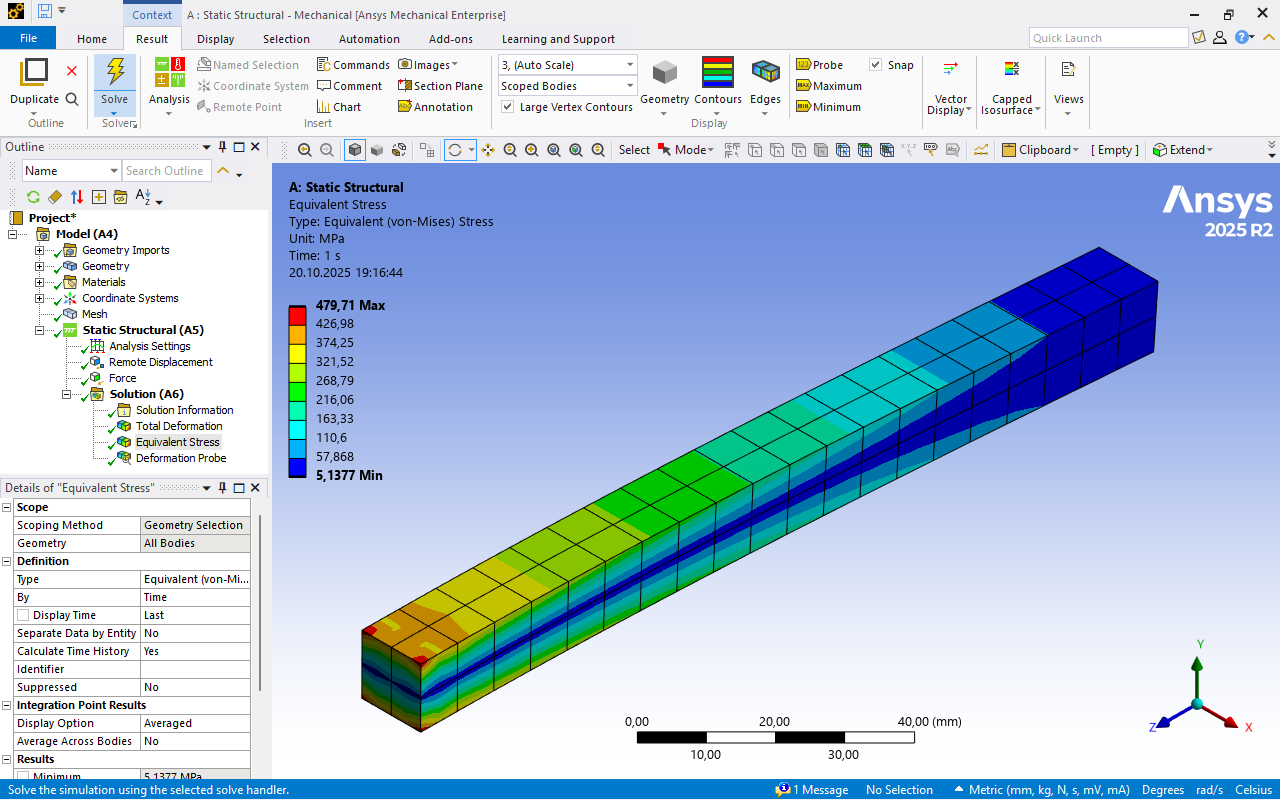 Context
A : Static Structural - Mechanical [Ansys Mechanical Enterprise]
File
Home
Result
Display
Selection
Automation
Add-ons
Learning and Support
Quick Launch
Duplicate
Outline
Solve
Solver
Analysis
Named Selection
Coordinate System
Remote Point
Commands
Comment
Chart
Images
Section Plane
Annotation
Insert
3, (Auto Scale)
Scoped Bodies
Large Vertex Contours
Geometry
Contours
Edges
Display
Probe
Maximum
Minimum
Snap
Vector
Display
Capped
Isosurface
Views
Outline
Name
Search Outline
Select
Mode
Clipboard
[ Empty ]
Extend
Project*
Model (A4)
Geometry Imports
Geometry
Materials
Coordinate Systems
Mesh
Static Structural (A5)
Analysis Settings
Remote Displacement
Force
Solution (A6)
Solution Information
Total Deformation
Equivalent Stress
Deformation Probe
Details of "Equivalent Stress"
Scope
Scoping Method Geometry Selection
Geometry All Bodies
Definition
Type Equivalent (von-Mi...
By Time
Display Time Last
Separate Data by Entity No
Calculate Time History Yes
Identifier
Suppressed No
Integration Point Results
Display Option Averaged
Average Across Bodies No
Results
Minimum 5,1377 MPa
A: Static Structural
Equivalent Stress
Type: Equivalent (von-Mises) Stress
Unit: MPa
Time: 1 s
20.10.2025 19:16:44
479,71 Max
426,98
374,25
321,52
268,79
216,06
163,33
110,6
57,868
5,1377 Min
Ansys
2025 R2
0,00
20,00
40,00 (mm)
10,00
30,00
Y
Z
X
Solve the simulation using the selected solve handler.
1 Message
No Selection
Metric (mm, kg, N, s, mV, mA)
Degrees
rad/s
Celsius